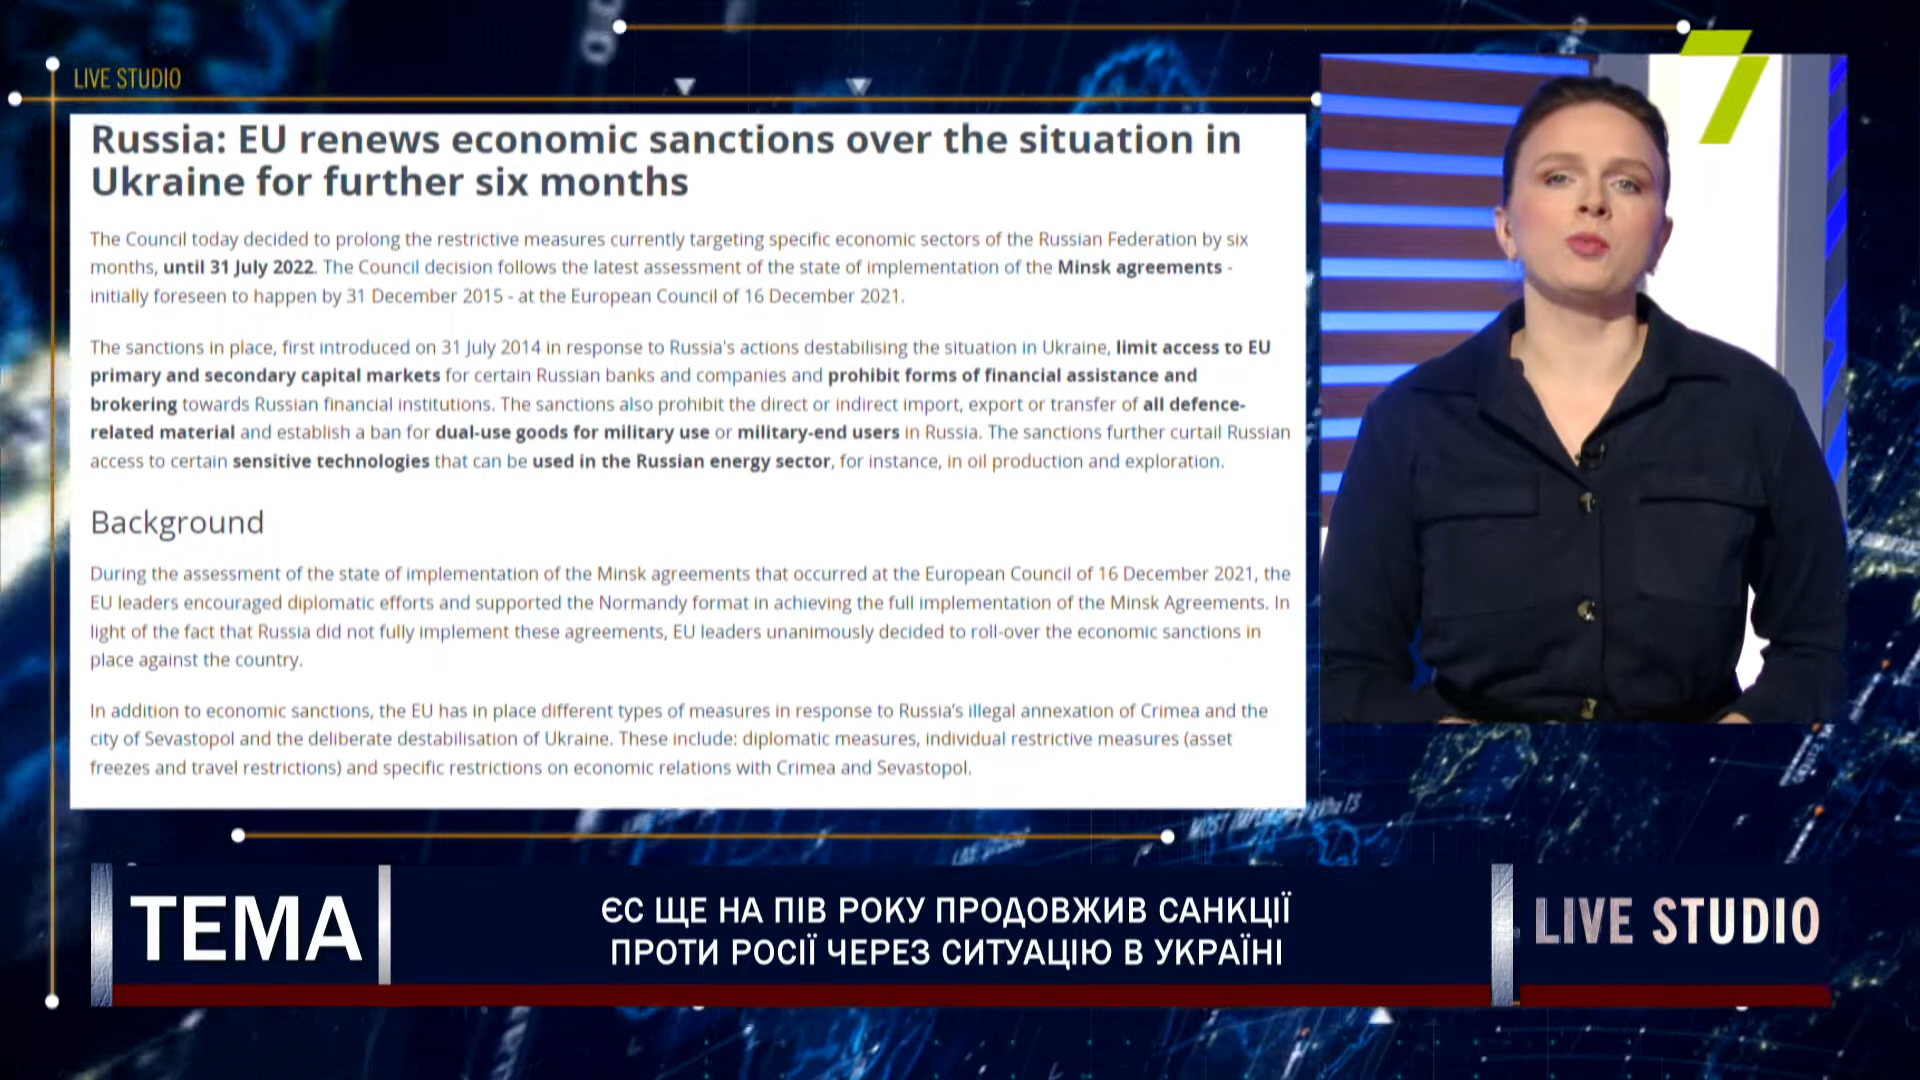 LIVE STUDIO
7
Russia: EU renews economic sanctions over the situation in
Ukraine for further six months
The Council today decided to prolong the restrictive measures currently targeting specific economic sectors of the Russian Federation by six
months, until 31 July 2022. The Council decision follows the latest assessment of the state of implementation of the Minsk agreements -
initially foreseen to happen by 31 December 2015 - at the European Council of 16 December 2021.
The sanctions in place, first introduced on 31 July 2014 in response to Russia's actions destabilising the situation in Ukraine, limit access to EU
primary and secondary capital markets for certain Russian banks and companies and prohibit forms of financial assistance and
brokering towards Russian financial institutions. The sanctions also prohibit the direct or indirect import, export or transfer of all defence-
related material and establish a ban for dual-use goods for military use or military-end users in Russia. The sanctions further curtail Russian
access to certain sensitive technologies that can be used in the Russian energy sector, for instance, in oil production and exploration.
Background
During the assessment of the state of implementation of the Minsk agreements that occurred at the European Council of 16 December 2021, the
EU leaders encouraged diplomatic efforts and supported the Normandy format in achieving the full implementation of the Minsk Agreements. In
light of the fact that Russia did not fully implement these agreements, EU leaders unanimously decided to roll-over the economic sanctions in
place against the country.
In addition to economic sanctions, the EU has in place different types of measures in response to Russia's illegal annexation of Crimea and the
city of Sevastopol and the deliberate destabilisation of Ukraine. These include: diplomatic measures, individual restrictive measures (asset
freezes and travel restrictions) and specific restrictions on economic relations with Crimea and Sevastopol.
ТЕМА
ЄС ЩЕ НА ПІВ РОКУ ПРОДОВЖИВ САНКЦІЇ
ПРОТИ РОСІЇ ЧЕРЕЗ СИТУАЦІЮ В УКРАЇНІ
LIVE STUDIO